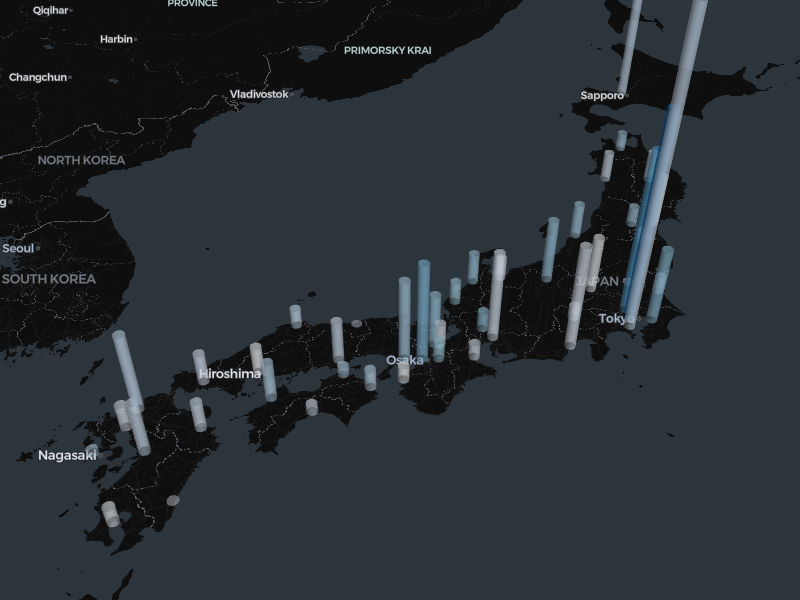 PROVINCE
Qiqihar
Harbin
PRIMORSKY KRAI
Changchun
Vladivostok
Sapporo
NORTH KOREA
g
Seoul
SOUTH KOREA
JAPAN
Tokyo
Osaka
Hiroshima
Nagasaki